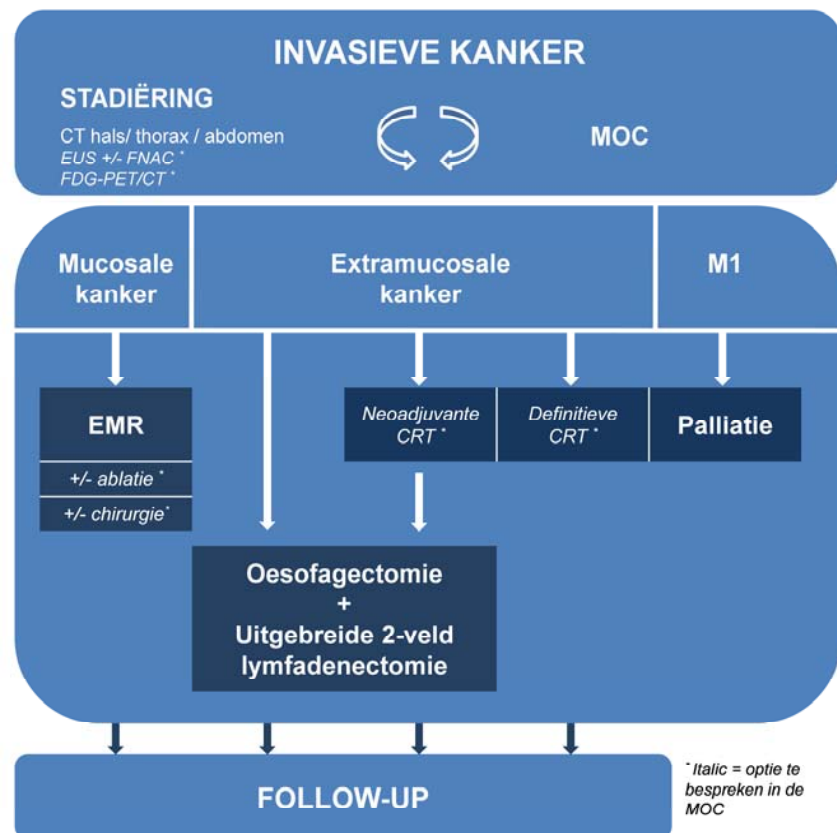 INVASIEVE KANKER
STADIËRING
CT hals/ thorax / abdomen
EUS +/- FNAC *
FDG-PET/CT *
MOC
Mucosale
kanker
Extramucosale
kanker
M1
EMR
+/- ablatie *
+/- chirurgie*
Neoadjuvante
CRT *
Definitieve
CRT *
Palliatie
Oesofagectomie
+
Uitgebreide 2-veld
lymfadenectomie
FOLLOW-UP
* Italic = optie te
bespreken in de
MOC